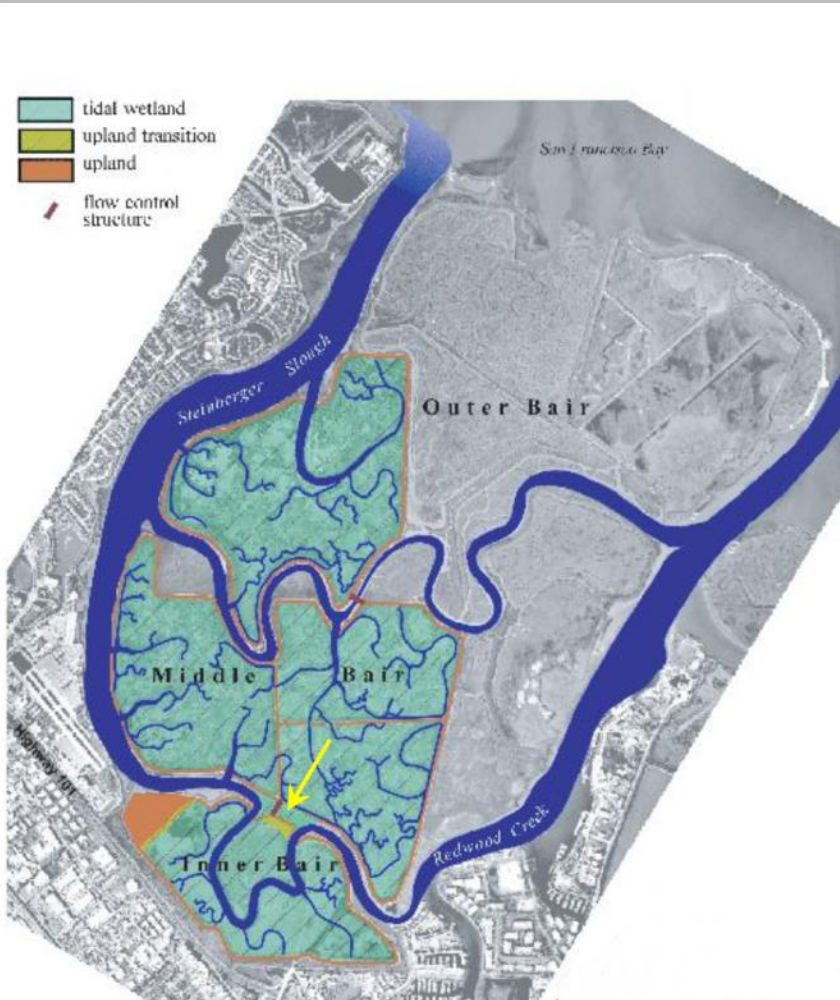 tidal wetland
upland transition
upland
flow control
structure
San Francisco Bay
Steinberger Slough
Outer Bair
Middle Bair
Highway 101
Inner Bair
Redwood Creek